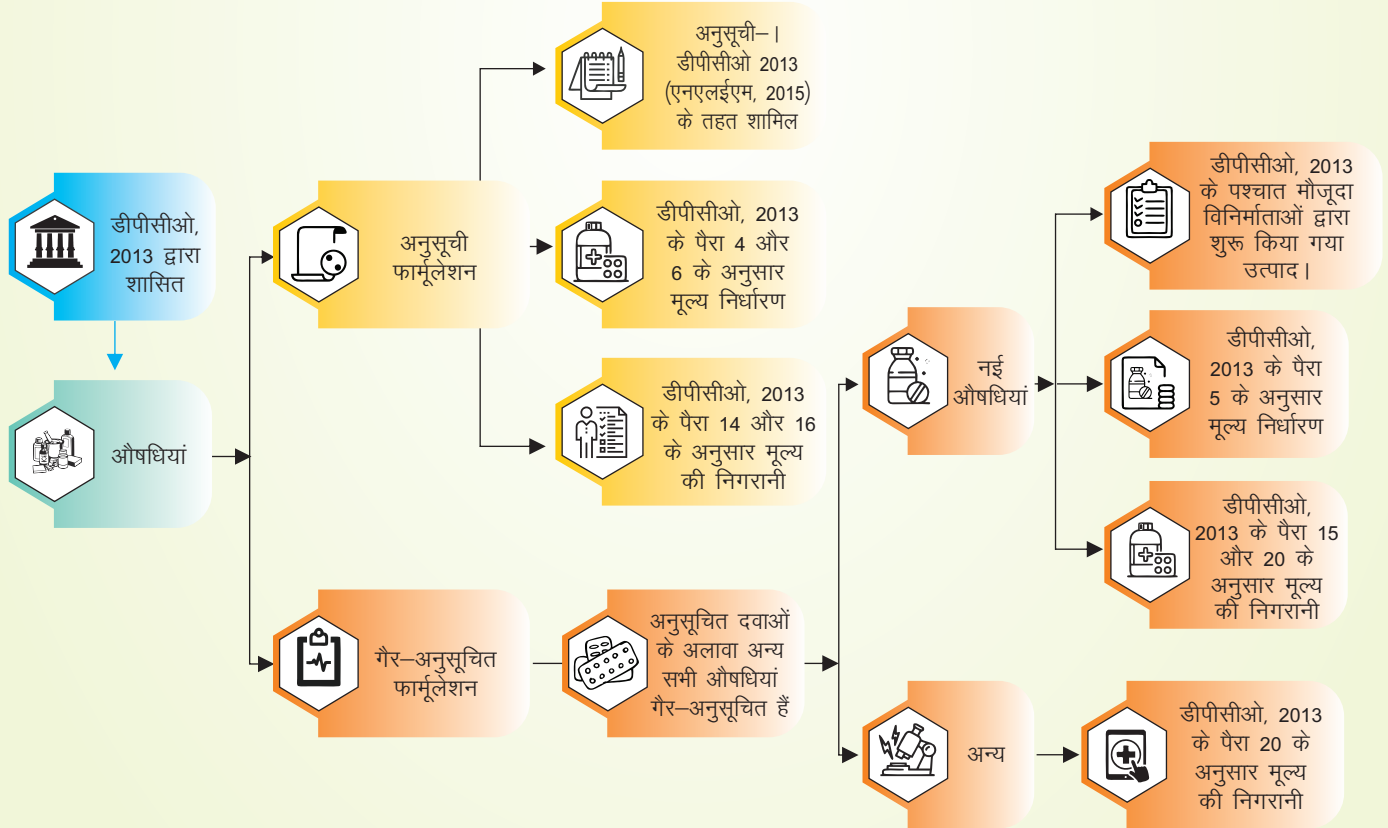 डीपीसीओ,
2013 द्वारा
शासित
औषधियां
अनुसूची
फार्मूलेशन
अनुसूची–।
डीपीसीओ 2013
(एनएलईएम, 2015)
के तहत शामिल
डीपीसीओ, 2013
के पैरा 4 और
6 के अनुसार
मूल्य निर्धारण
डीपीसीओ, 2013
के पैरा 14 और 16
के अनुसार मूल्य
की निगरानी
गैर–अनुसूचित
फार्मूलेशन
अनुसूचित दवाओं
के अलावा अन्य
सभी औषधियां
गैर–अनुसूचित हैं
नई
औषधियां
डीपीसीओ, 2013
के पश्चात मौजूदा
विनिर्माताओं द्वारा
शुरू किया गया
उत्पाद।
डीपीसीओ,
2013 के पैरा
5 के अनुसार
मूल्य निर्धारण
डीपीसीओ,
2013 के पैरा 15
और 20 के
अनुसार मूल्य
की निगरानी
अन्य
डीपीसीओ, 2013
के पैरा 20 के
अनुसार मूल्य
की निगरानी